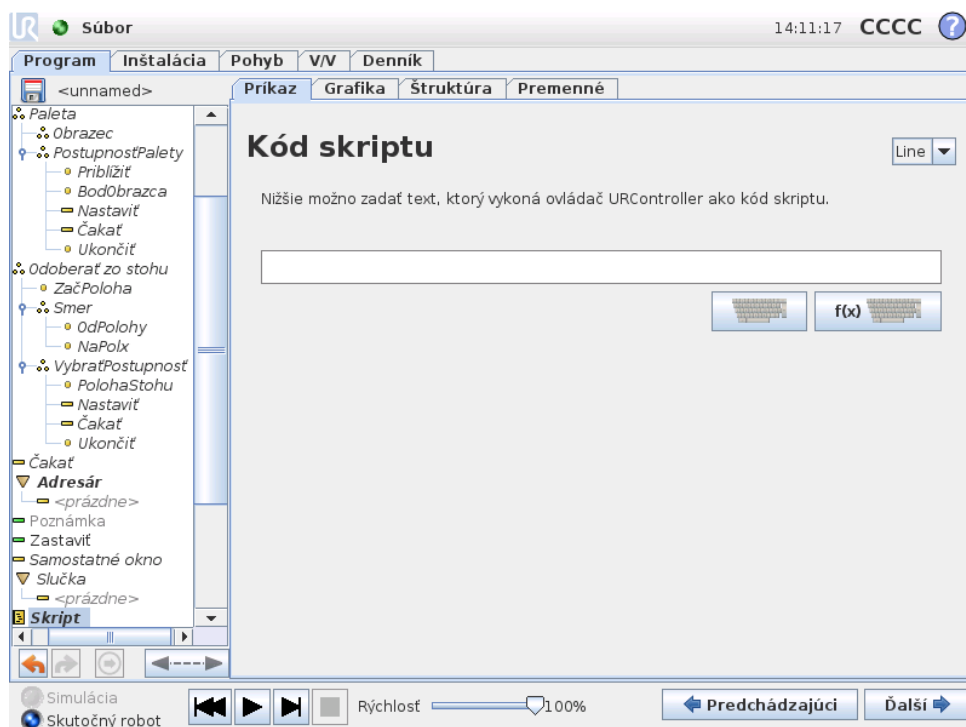 UR Súbor 14:11:17 CCCC ?
Program Inštalácia Pohyb V/V Denník
<unnamed> Príkaz Grafika Štruktúra Premenné
Paleta
Obrazec
PostupnosťPalety
Priblížiť
BodObrazca
Nastaviť
Čakať
Ukončiť
Odoberať zo stohu
ZačPoloha
Smer
OdPolohy
NaPolx
VybraťPostupnosť
PolohaStohu
Nastaviť
Čakať
Ukončiť
Čakať
Adresár
<prázdne>
Poznámka
Zastaviť
Samostatné okno
Slučka
<prázdne>
Skript
Kód skriptu
Line
Nižšie možno zadať text, ktorý vykoná ovládač URController ako kód skriptu.
f(x)
Simulácia
Skutočný robot
Rýchlosť 100%
Predchádzajúci Ďalší